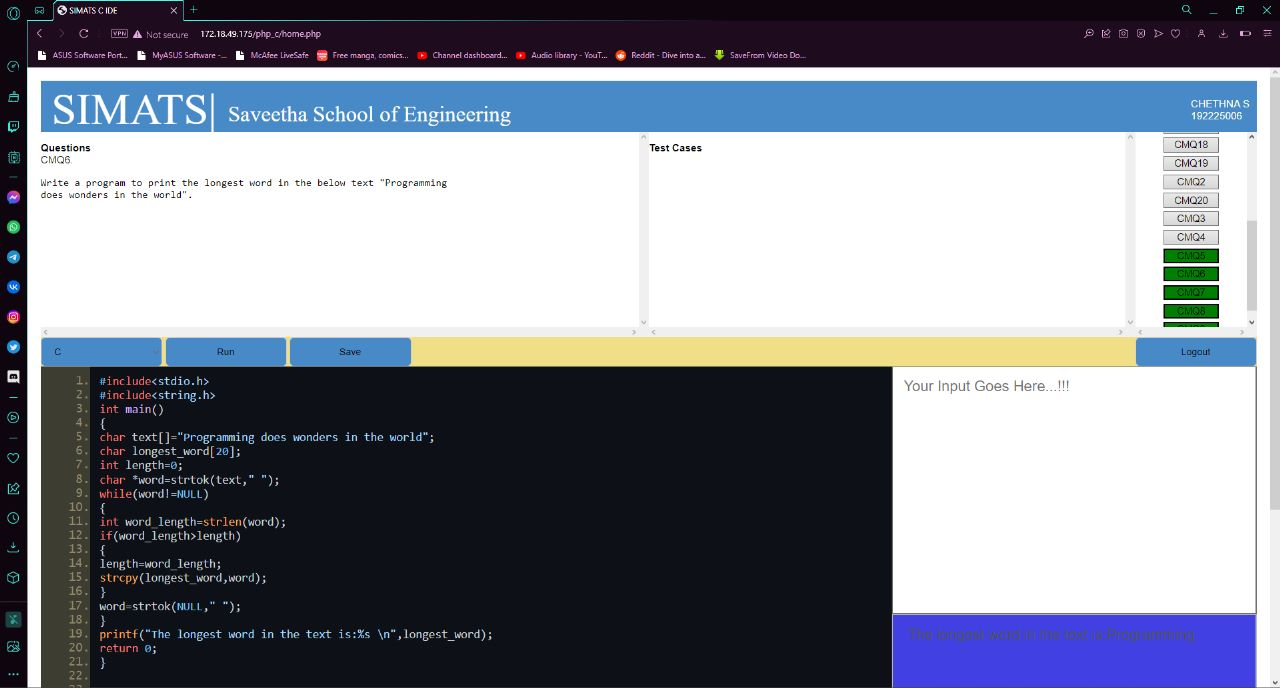 SIMATS C IDE
VPN Not secure 172.18.49.175/php_c/home.php
ASUS Software Port... MyASUS Software -... McAfee LiveSafe Free manga, comics... Channel dashboard... Audio library - YouT... Reddit - Dive into a... SaveFrom Video Do...
SIMATS| Saveetha School of Engineering
CHETHNA S
192225006
Questions
CMQ6
Write a program to print the longest word in the below text "Programming
does wonders in the world".
Test Cases
CMQ18
CMQ19
CMQ2
CMQ20
CMQ3
CMQ4
CMQ5
CMQ6
CMQ7
CMQ8
C Run Save Logout
1. #include<stdio.h>
2. #include<string.h>
3. int main()
4. {
5. char text[]="Programming does wonders in the world";
6. char longest_word[20];
7. int length=0;
8. char *word=strtok(text," ");
9. while(word!=NULL)
10. {
11. int word_length=strlen(word);
12. if(word_length>length)
13. {
14. length=word_length;
15. strcpy(longest_word,word);
16. }
17. word=strtok(NULL," ");
18. }
19. printf("The longest word in the text is:%s \n",longest_word);
20. return 0;
21. }
22.
Your Input Goes Here...!!!
The longest word in the text is:Programming